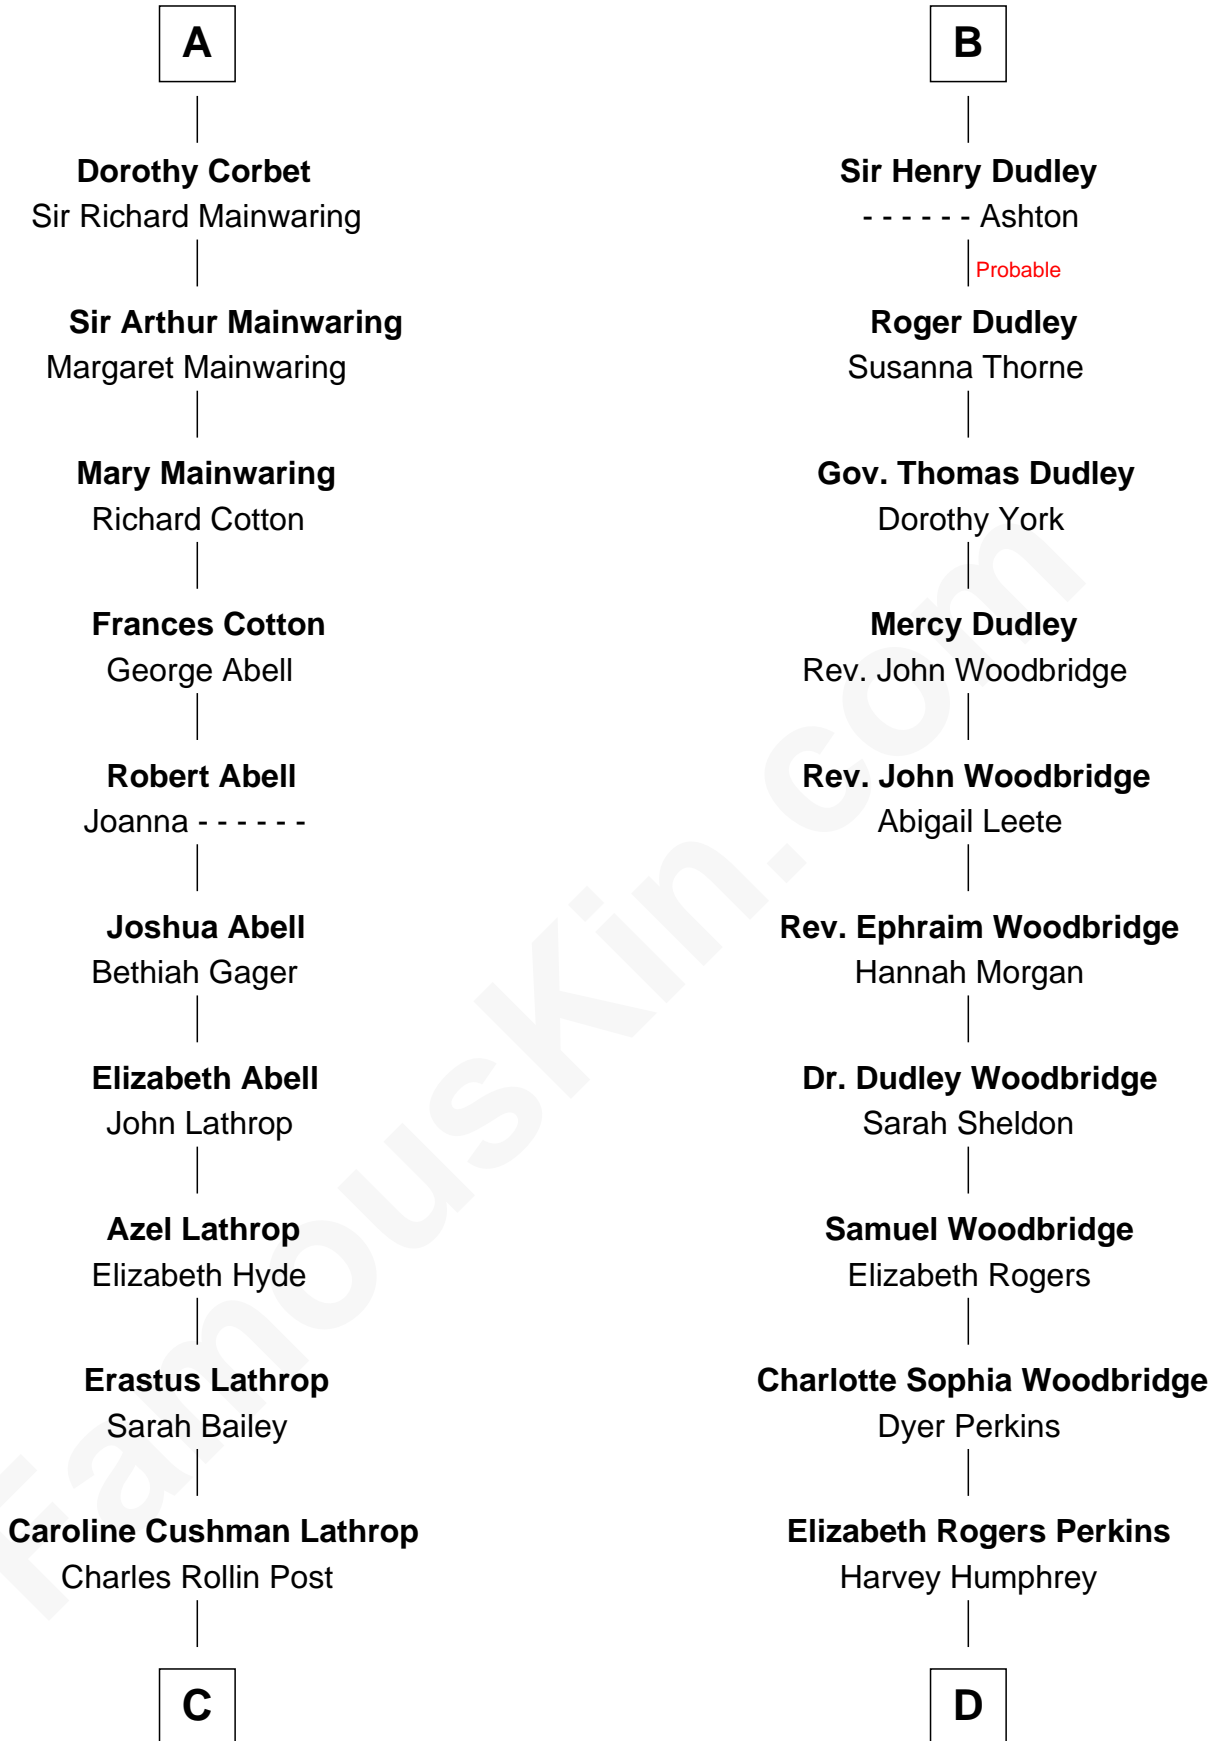 A
Dorothy Corbet
Sir Richard Mainwaring
Sir Arthur Mainwaring
Margaret Mainwaring
Mary Mainwaring
Richard Cotton
Frances Cotton
George Abell
Robert Abell
Joanna - - - - - -
Joshua Abell
Bethiah Gager
Elizabeth Abell
John Lathrop
Azel Lathrop
Elizabeth Hyde
Erastus Lathrop
Sarah Bailey
Caroline Cushman Lathrop
Charles Rollin Post
C
B
Sir Henry Dudley
- - - - - - Ashton
Probable
Roger Dudley
Susanna Thorne
Gov. Thomas Dudley
Dorothy York
Mercy Dudley
Rev. John Woodbridge
Rev. John Woodbridge
Abigail Leete
Rev. Ephraim Woodbridge
Hannah Morgan
Dr. Dudley Woodbridge
Sarah Sheldon
Samuel Woodbridge
Elizabeth Rogers
Charlotte Sophia Woodbridge
Dyer Perkins
Elizabeth Rogers Perkins
Harvey Humphrey
D
FamousKin.com